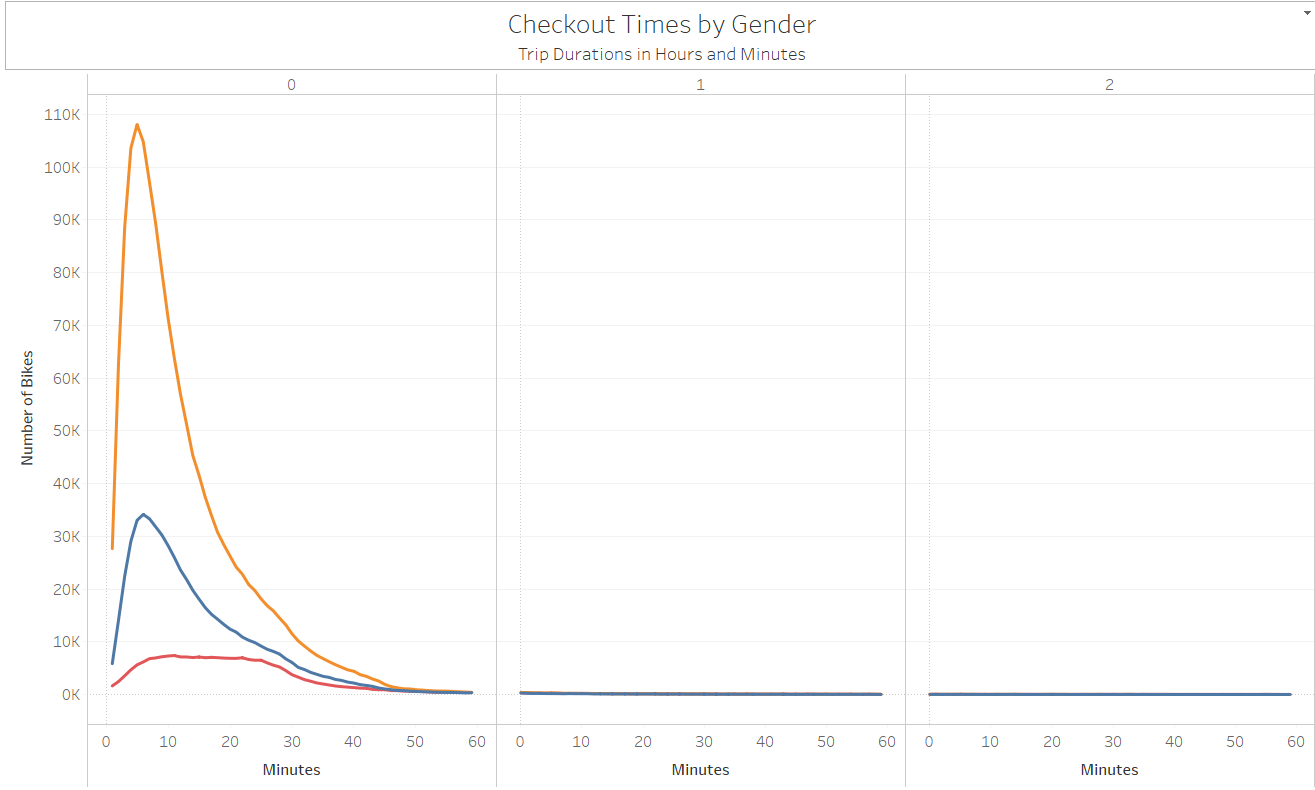 Checkout Times by Gender
Trip Durations in Hours and Minutes
0 1 2
Number of Bikes
110K
100K
90K
80K
70K
60K
50K
40K
30K
20K
10K
0K
0 10 20 30 40 50 60 0 10 20 30 40 50 60 0 10 20 30 40 50 60
Minutes Minutes Minutes